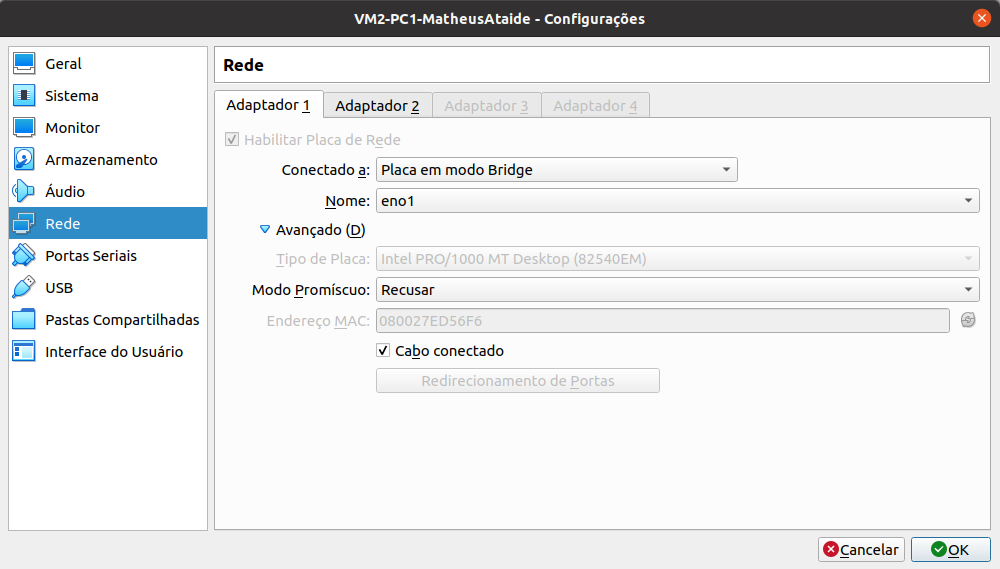 VM2-PC1-MatheusAtaide - Configurações
Geral
Sistema
Monitor
Armazenamento
Áudio
Rede
Portas Seriais
USB
Pastas Compartilhadas
Interface do Usuário
Rede
Adaptador 1 Adaptador 2 Adaptador 3 Adaptador 4
Habilitar Placa de Rede
Conectado a: Placa em modo Bridge
Nome: eno1
Avançado (D)
Tipo de Placa: Intel PRO/1000 MT Desktop (82540EM)
Modo Promíscuo: Recusar
Endereço MAC: 080027ED56F6
Cabo conectado
Redirecionamento de Portas
Cancelar OK